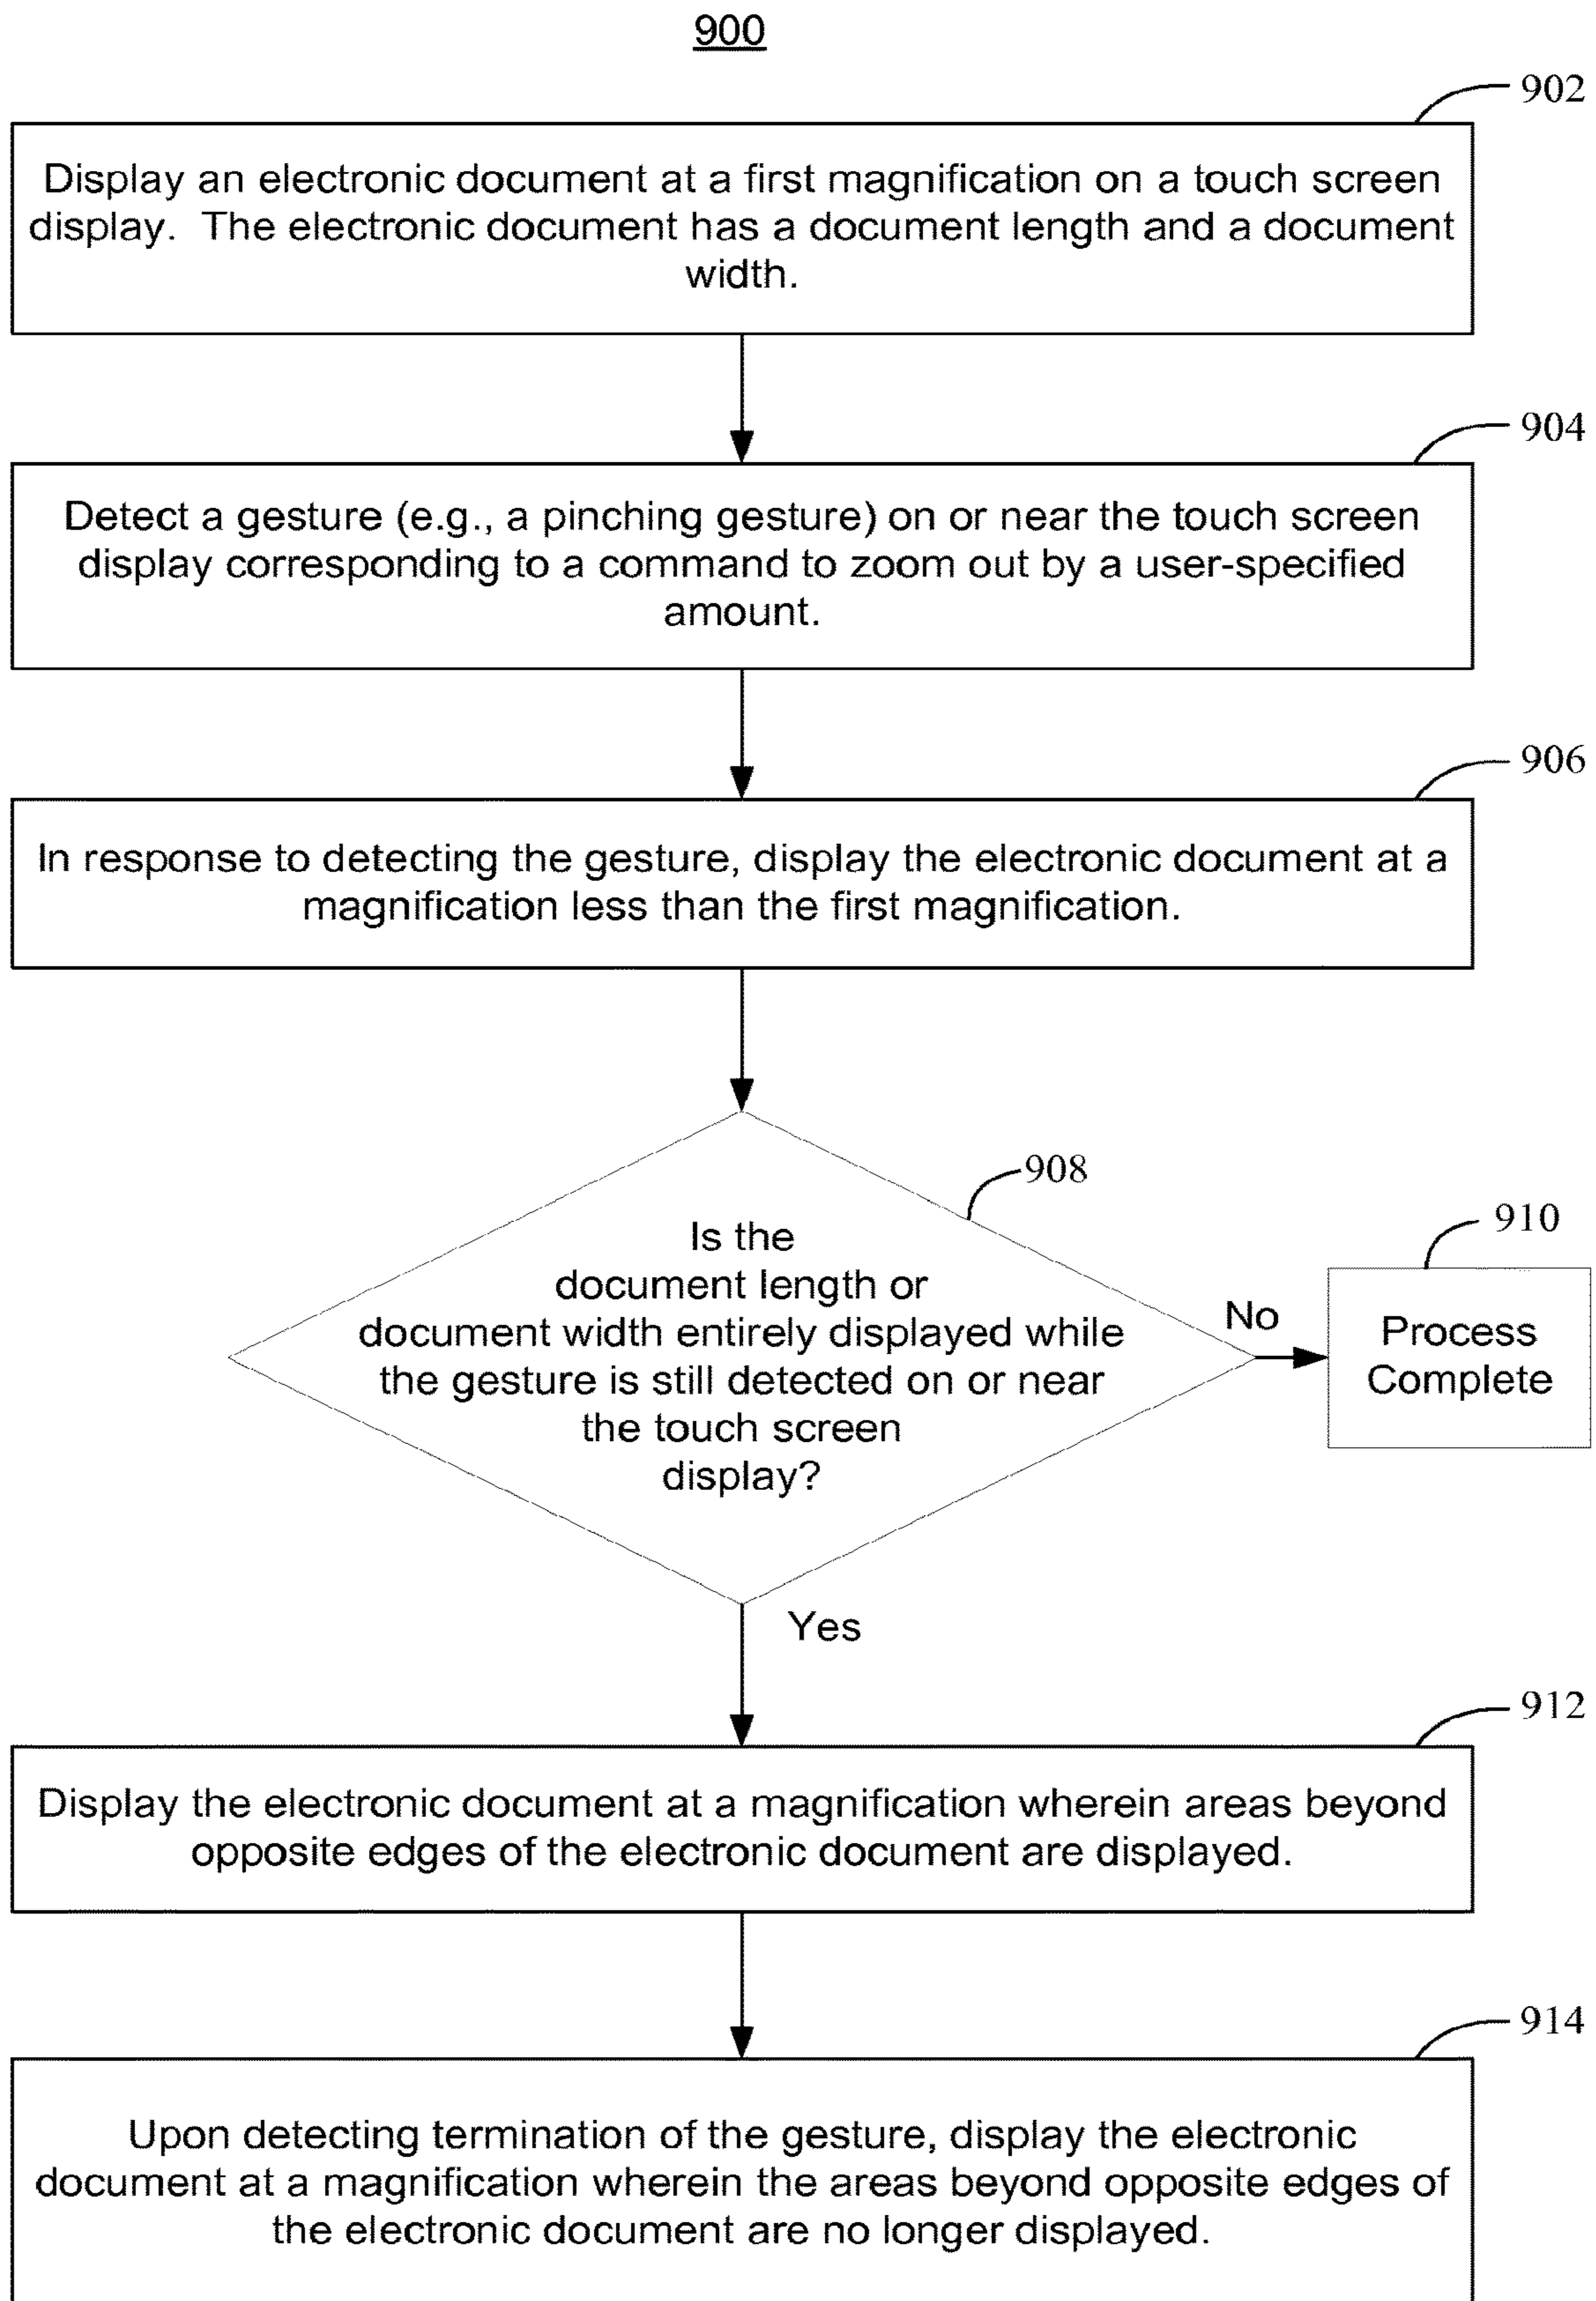 900
902
Display an electronic document at a first magnification on a touch screen
display.  The electronic document has a document length and a document
width.
904
Detect a gesture (e.g., a pinching gesture) on or near the touch screen
display corresponding to a command to zoom out by a user-specified
amount.
906
In response to detecting the gesture, display the electronic document at a
magnification less than the first magnification.
908
Is the
document length or
document width entirely displayed while
the gesture is still detected on or near
the touch screen
display?
No
910
Process
Complete
Yes
912
Display the electronic document at a magnification wherein areas beyond
opposite edges of the electronic document are displayed.
914
Upon detecting termination of the gesture, display the electronic
document at a magnification wherein the areas beyond opposite edges of
the electronic document are no longer displayed.